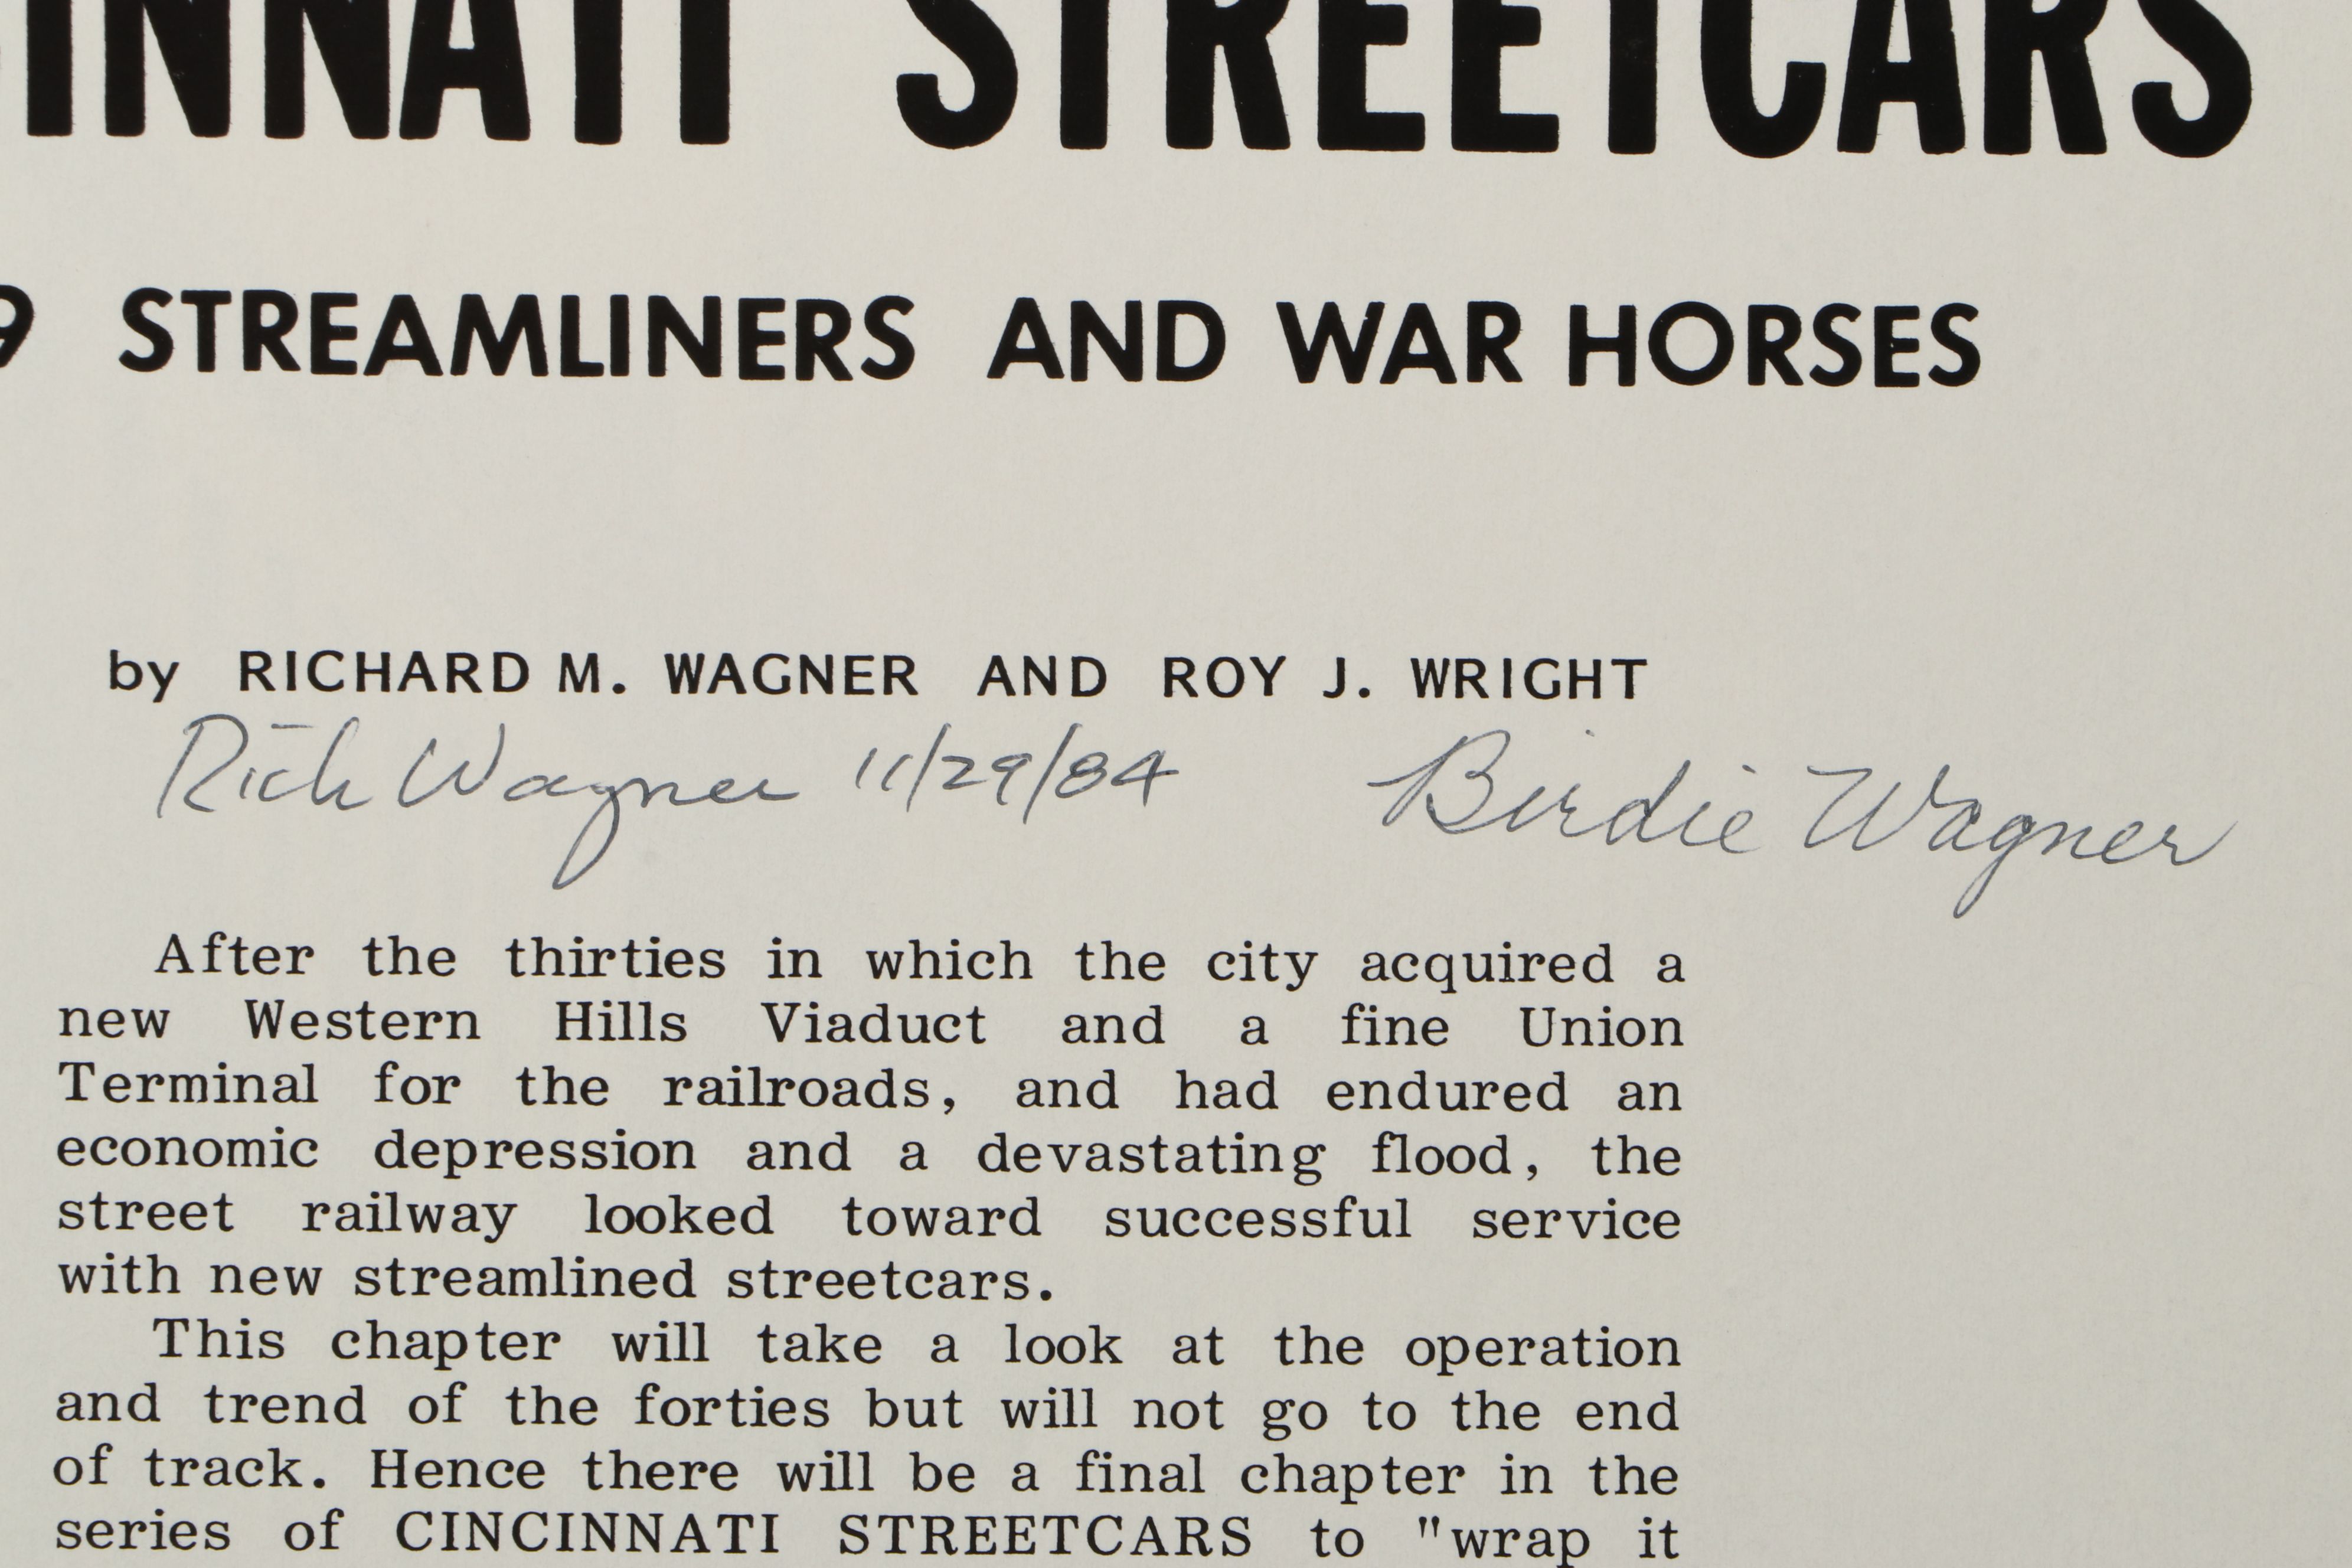 INNATI STREETCARS
9 STREAMLINERS AND WAR HORSES
by RICHARD M. WAGNER AND ROY J. WRIGHT
Rich Wagner 11/29/84 Birdie Wagner
After the thirties in which the city acquired a
new Western Hills Viaduct and a fine Union
Terminal for the railroads, and had endured an
economic depression and a devastating flood, the
street railway looked toward successful service
with new streamlined streetcars.
This chapter will take a look at the operation
and trend of the forties but will not go to the end
of track. Hence there will be a final chapter in the
series of CINCINNATI STREETCARS to "wrap it